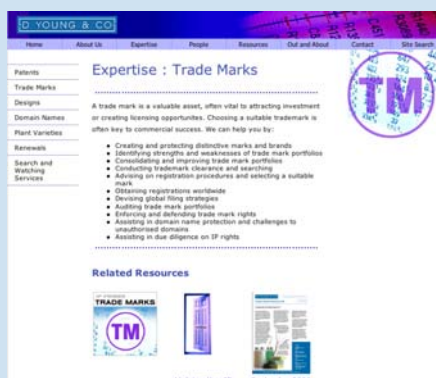 D YOUNG & CO
Home About Us Expertise People Resources Out and About Contact Site Search
Patents
Trade Marks
Designs
Domain Names
Plant Varieties
Renewals
Search and
Watching
Services
Expertise : Trade Marks
A trade mark is a valuable asset, often vital to attracting investment
or creating licensing opportunites. Choosing a suitable trademark is
often key to commercial success. We can help you by:
Creating and protecting distinctive marks and brands
Identifying strengths and weaknesses of trade mark portfolios
Consolidating and improving trade mark portfolios
Conducting trademark clearance and searching
Advising on registration procedures and selecting a suitable
mark
Obtaining registrations worldwide
Devising global filing strategies
Auditing trade mark portfolios
Enforcing and defending trade mark rights
Assisting in domain name protection and challenges to
unauthorised domains
Assisting in due diligence on IP rights
TM
Related Resources
TRADE MARKS
TM